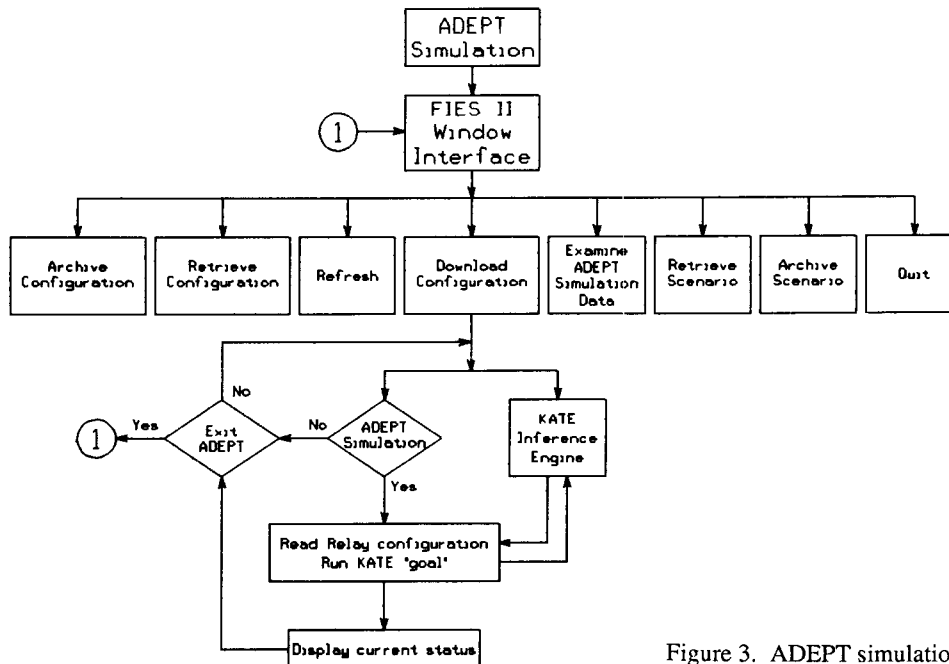 ADEPT
Simulation
FIES II
Window
Interface
1
Archive
Configuration
Retrieve
Configuration
Refresh
Download
Configuration
Examine
ADEPT
Simulation
Data
Retrieve
Scenario
Archive
Scenario
Quit
No
Yes
1
Exit
ADEPT
No
ADEPT
Simulation
Yes
KATE
Inference
Engine
Read Relay configuration
Run KATE "goal"
Display current status
Figure 3. ADEPT simulatio